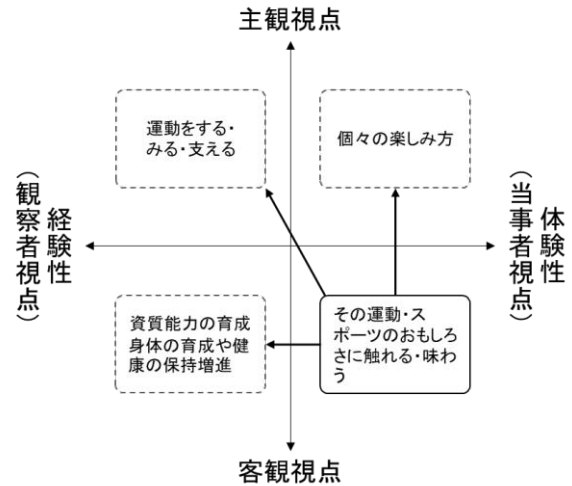 主観視点
運動をする・
みる・支える
個々の楽しみ方
経験性
（観察者視点）
体験性
（当事者視点）
資質能力の育成
身体の育成や健
康の保持増進
その運動・ス
ポーツのおもしろ
さに触れる・味わ
う
客観視点